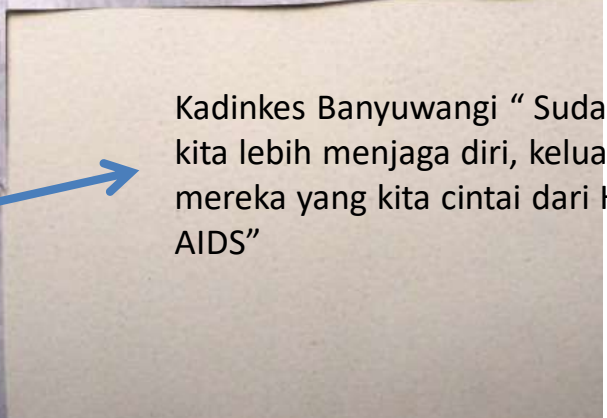 Kadinkes Banyuwangi “ Suda
kita lebih menjaga diri, kelua
mereka yang kita cintai dari
AIDS”